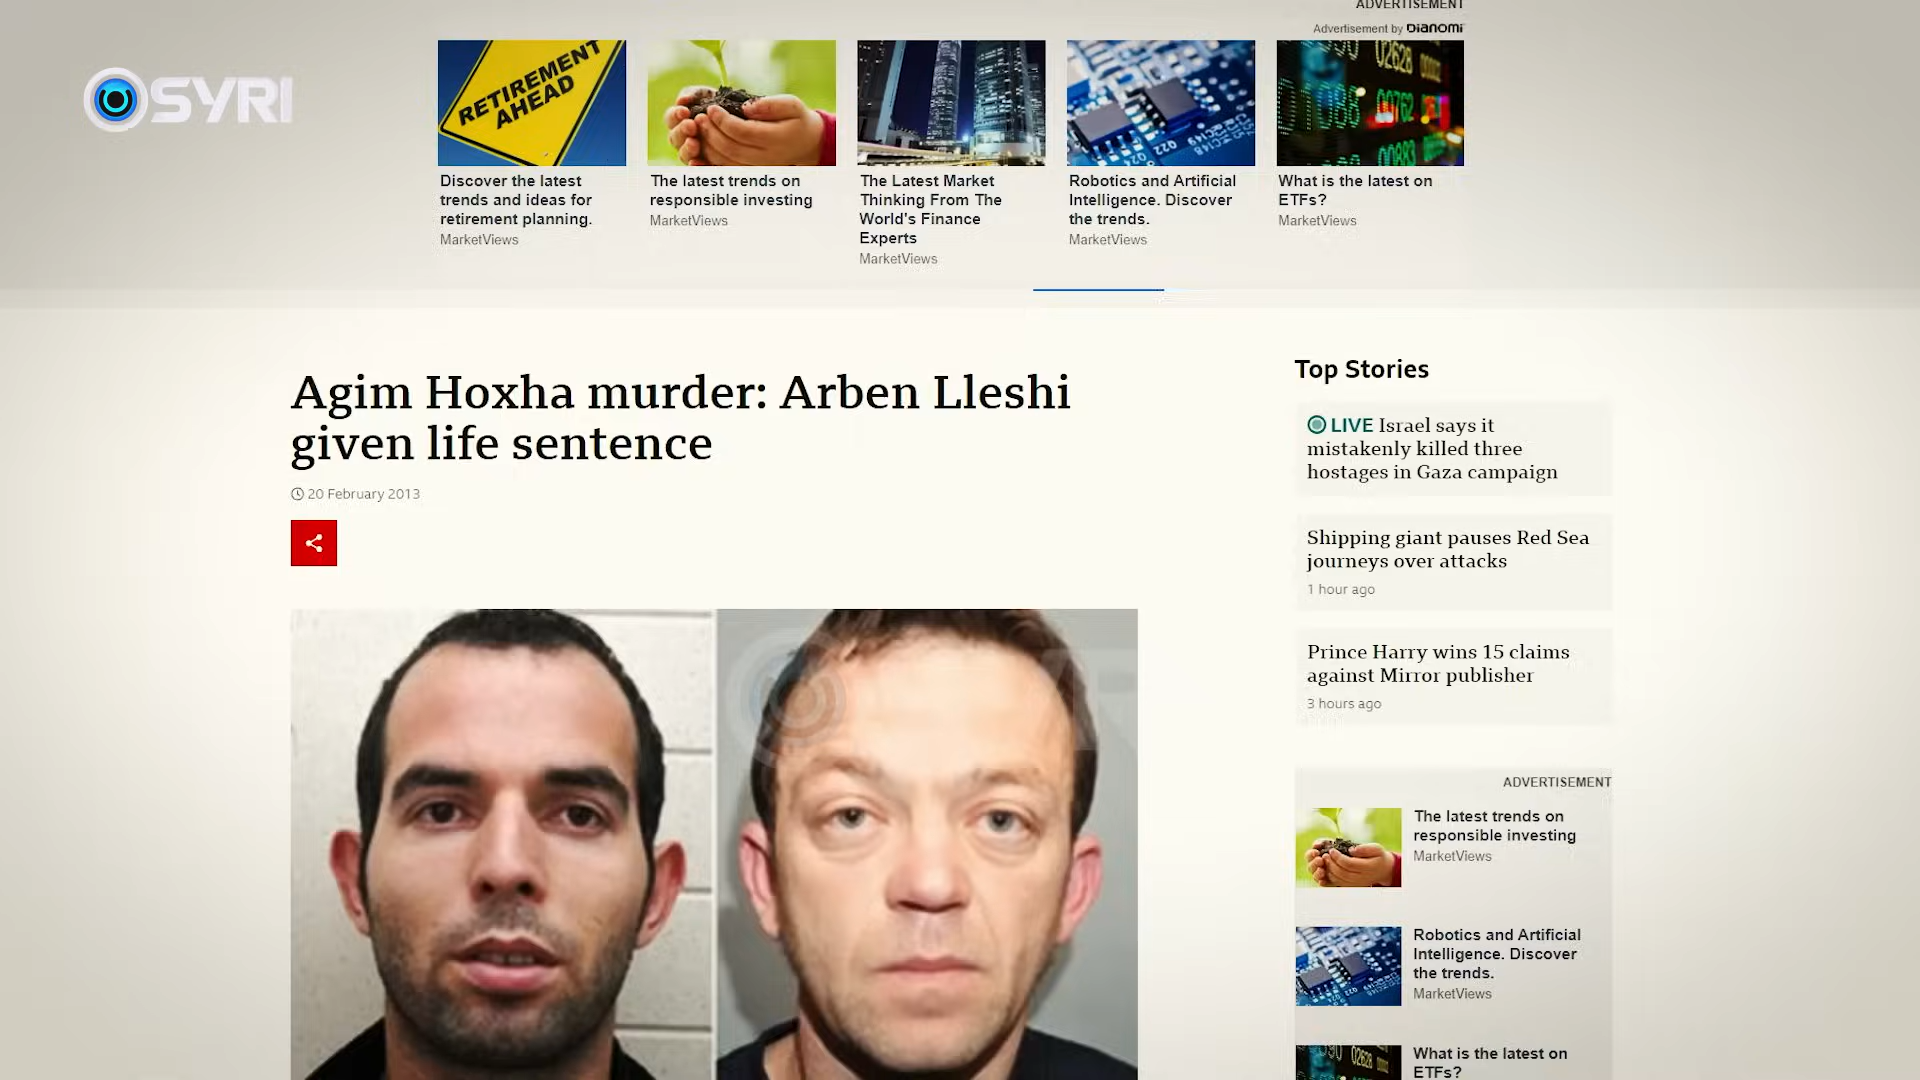 ADVERTISEMENT
Advertisement by DIANOMI
SYRI
RETIREMENT
AHEAD
Discover the latest
trends and ideas for
retirement planning.
MarketViews
The latest trends on
responsible investing
MarketViews
The Latest Market
Thinking From The
World's Finance
Experts
MarketViews
Robotics and Artificial
Intelligence. Discover
the trends.
MarketViews
What is the latest on
ETFs?
MarketViews
Agim Hoxha murder: Arben Lleshi
given life sentence
20 February 2013
Top Stories
LIVE Israel says it
mistakenly killed three
hostages in Gaza campaign
Shipping giant pauses Red Sea
journeys over attacks
1 hour ago
Prince Harry wins 15 claims
against Mirror publisher
3 hours ago
ADVERTISEMENT
The latest trends on
responsible investing
MarketViews
Robotics and Artificial
Intelligence. Discover
the trends.
MarketViews
What is the latest on
ETFs?